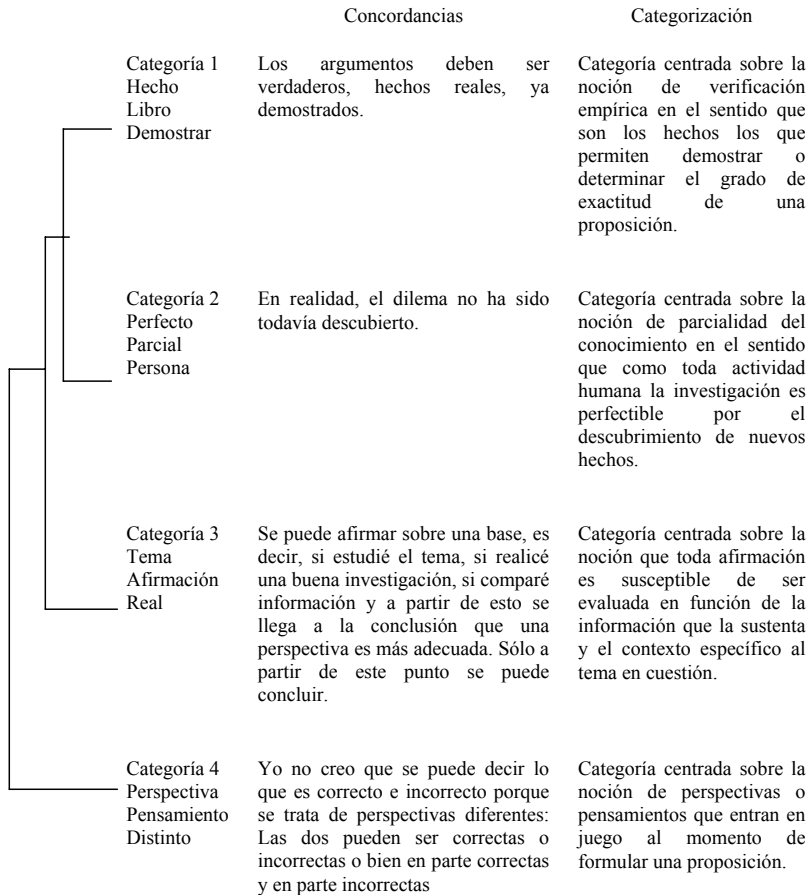 Concordancias
Categorización
Categoría 1
Hecho
Libro
Demostrar
Los argumentos deben ser
verdaderos, hechos reales, ya
demostrados.
Categoría centrada sobre la
noción de verificación
empírica en el sentido que
son los hechos los que
permiten demostrar o
determinar el grado de
exactitud de una
proposición.
Categoría 2
Perfecto
Parcial
Persona
En realidad, el dilema no ha sido
todavía descubierto.
Categoría centrada sobre la
noción de parcialidad del
conocimiento en el sentido
que como toda actividad
humana la investigación es
perfectible por el
descubrimiento de nuevos
hechos.
Categoría 3
Tema
Afirmación
Real
Se puede afirmar sobre una base, es
decir, si estudié el tema, si realicé
una buena investigación, si comparé
información y a partir de esto se
llega a la conclusión que una
perspectiva es más adecuada. Sólo a
partir de este punto se puede
concluir.
Categoría centrada sobre la
noción que toda afirmación
es susceptible de ser
evaluada en función de la
información que la sustenta
y el contexto específico al
tema en cuestión.
Categoría 4
Perspectiva
Pensamiento
Distinto
Yo no creo que se puede decir lo
que es correcto e incorrecto porque
se trata de perspectivas diferentes:
Las dos pueden ser correctas o
incorrectas o bien en parte correctas
y en parte incorrectas
Categoría centrada sobre la
noción de perspectivas o
pensamientos que entran en
juego al momento de
formular una proposición.